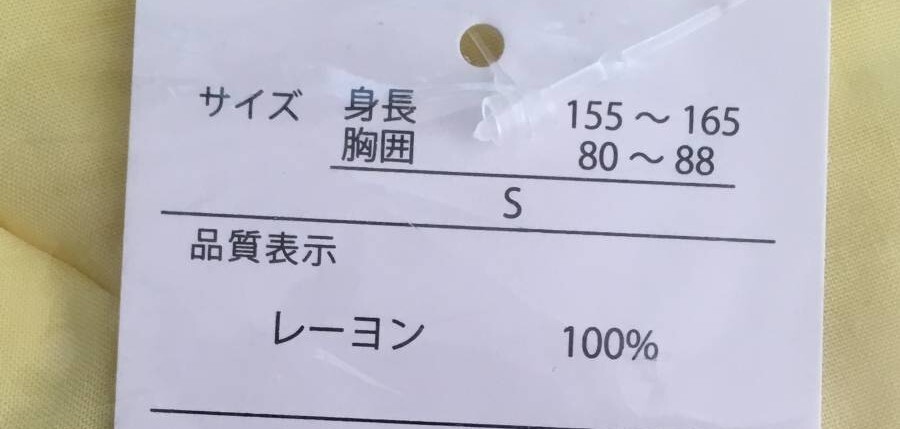 サイズ 身長 155～165
胸囲 80～88
S
品質表示
レーヨン 100%